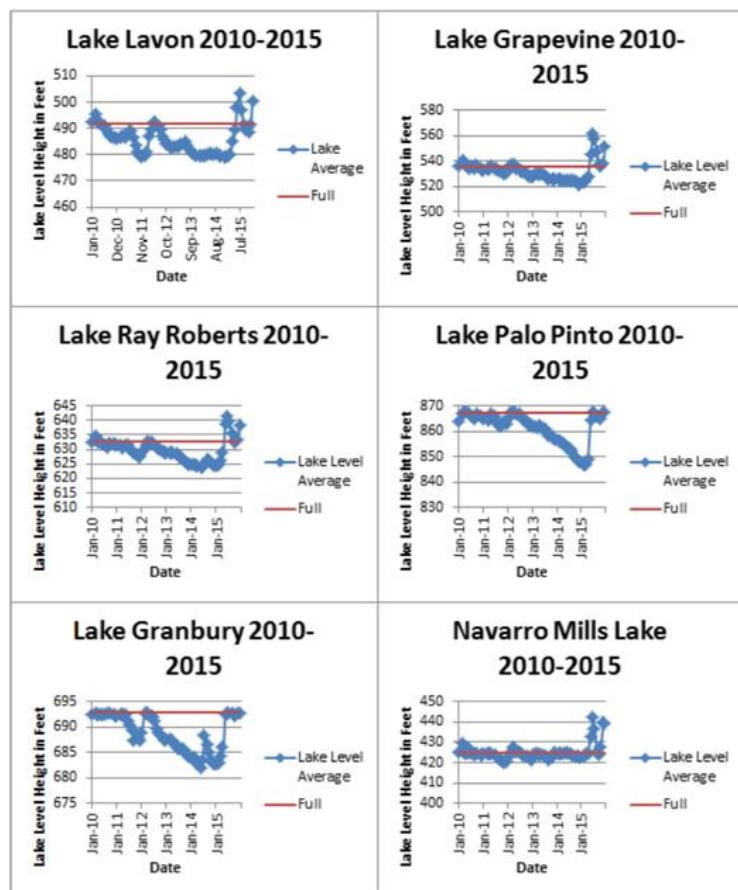 Lake Lavon 2010-2015
Lake Level Height in Feet
510
500
490
480
470
460
Jan-10
Dec-10
Nov-11
Oct-12
Sep-13
Aug-14
Jul-15
Date
Lake
Average
Full
Lake Grapevine 2010-
2015
Lake Level Height in Feet
580
560
540
520
500
Jan-10
Jan-11
Jan-12
Jan-13
Jan-14
Jan-15
Date
Lake Level
Average
Full
Lake Ray Roberts 2010-
2015
Lake Level Height in Feet
645
640
635
630
625
620
615
610
Jan-10
Jan-11
Jan-12
Jan-13
Jan-14
Jan-15
Date
Lake Level
Average
Full
Lake Palo Pinto 2010-
2015
Lake Level Height in Feet
870
860
850
840
830
Jan-10
Jan-11
Jan-12
Jan-13
Jan-14
Jan-15
Date
Lake Level
Average
Full
Lake Granbury 2010-
2015
Lake Level Height in Feet
695
690
685
680
675
Jan-10
Jan-11
Jan-12
Jan-13
Jan-14
Jan-15
Date
Lake Level
Average
Full
Navarro Mills Lake
2010-2015
Lake Level Height in Feet
450
440
430
420
410
400
Jan-10
Jan-11
Jan-12
Jan-13
Jan-14
Jan-15
Date
Lake Level
Average
Full